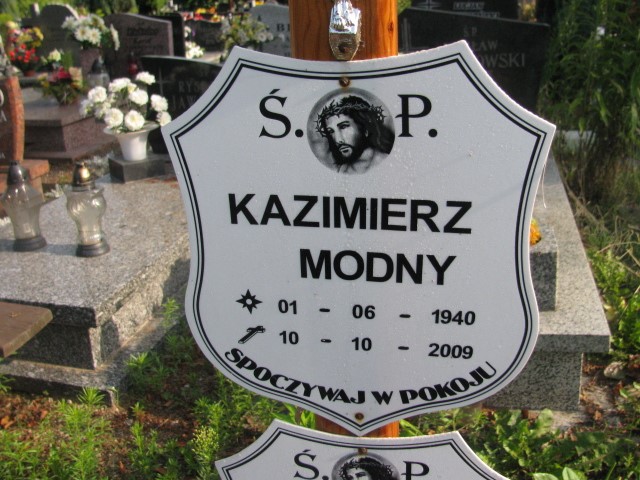 Ś. P.
KAZIMIERZ
MODNY
01 - 06 - 1940
10 - 10 - 2009
SPOCZYWAJ W POKOJU
Ś. P.